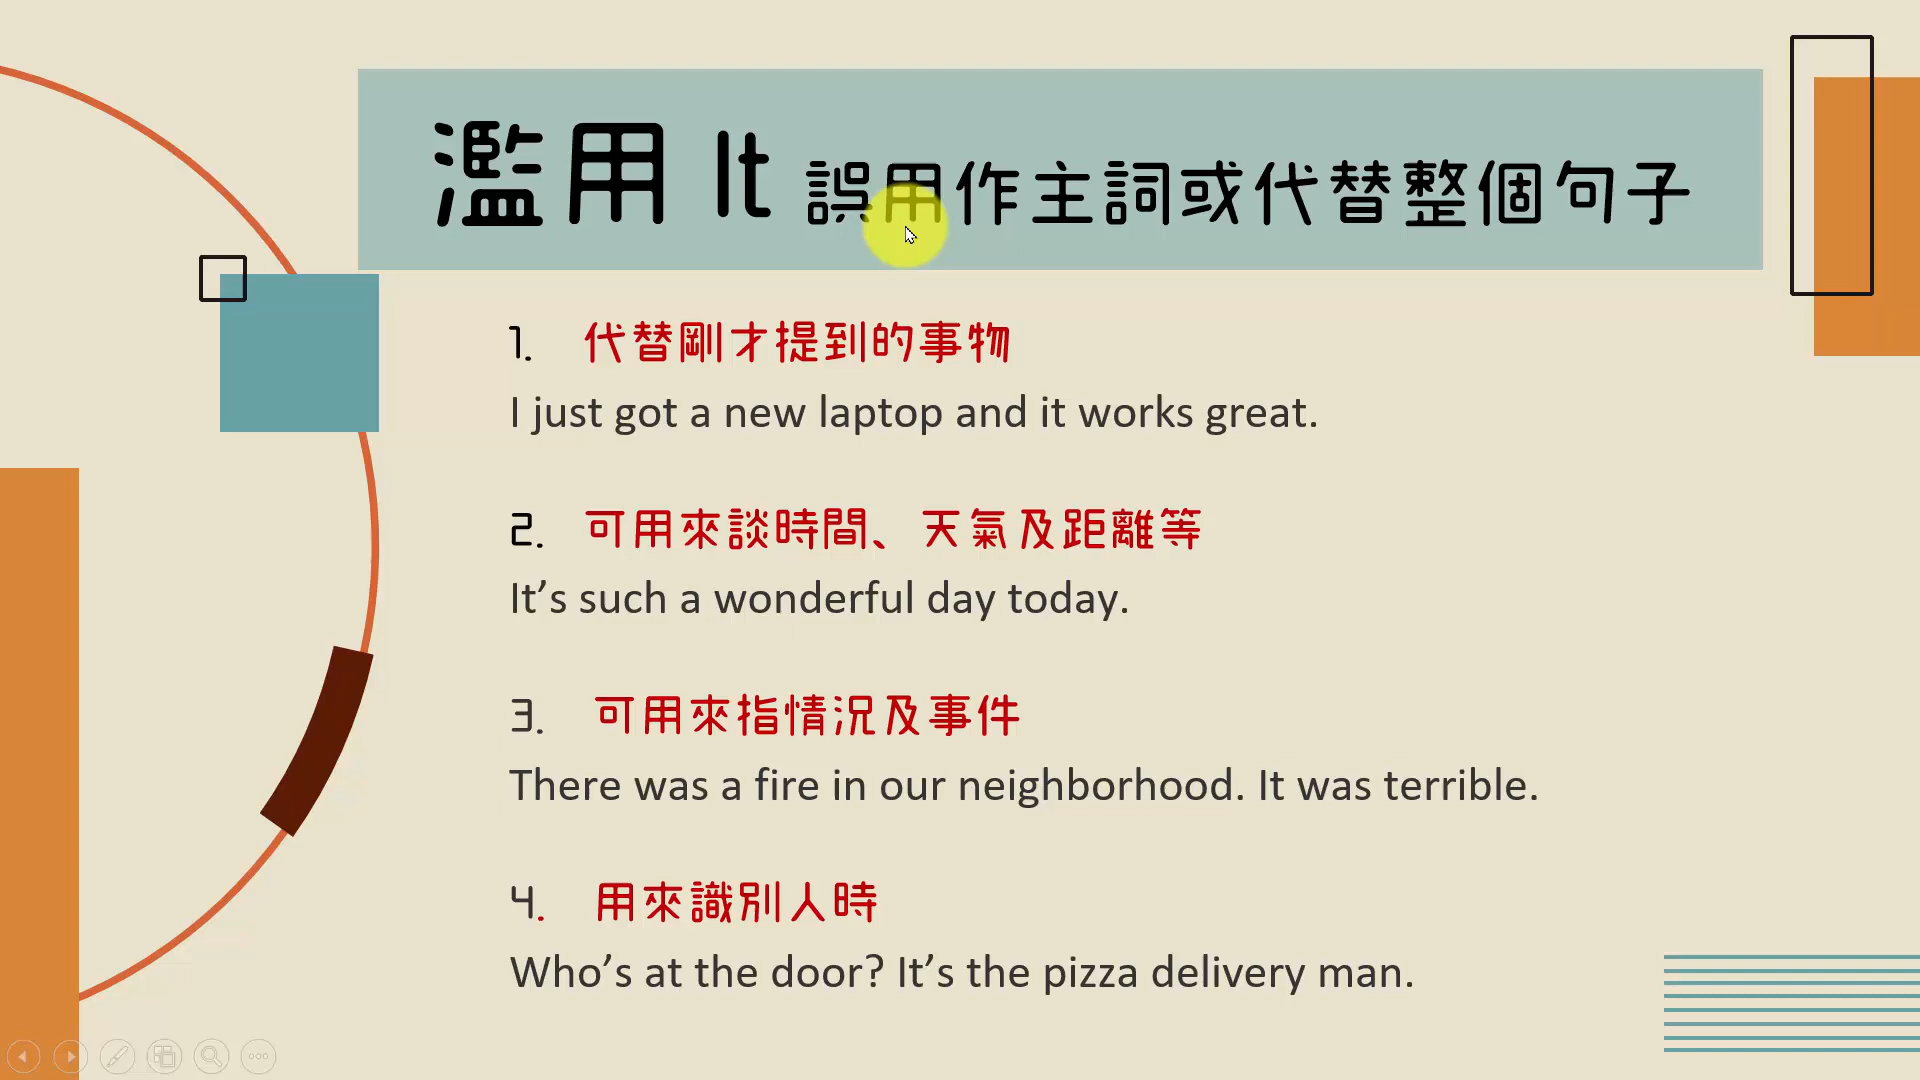 濫用 It 誤用作主詞或代替整個句子
1. 代替剛才提到的事物
I just got a new laptop and it works great.
2. 可用來談時間、天氣及距離等
It’s such a wonderful day today.
3. 可用來指情況及事件
There was a fire in our neighborhood. It was terrible.
4. 用來識別人時
Who’s at the door? It’s the pizza delivery man.